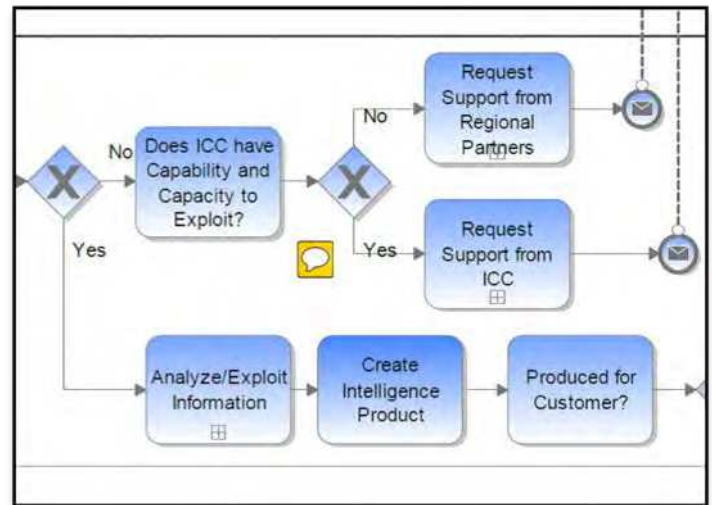 Request
Support from
Regional
Partners
No
No
Does ICC have
Capability and
Capacity to
Exploit?
Request
Support from
ICC
Yes
Yes
Analyze/Exploit
Information
Create
Intelligence
Product
Produced for
Customer?